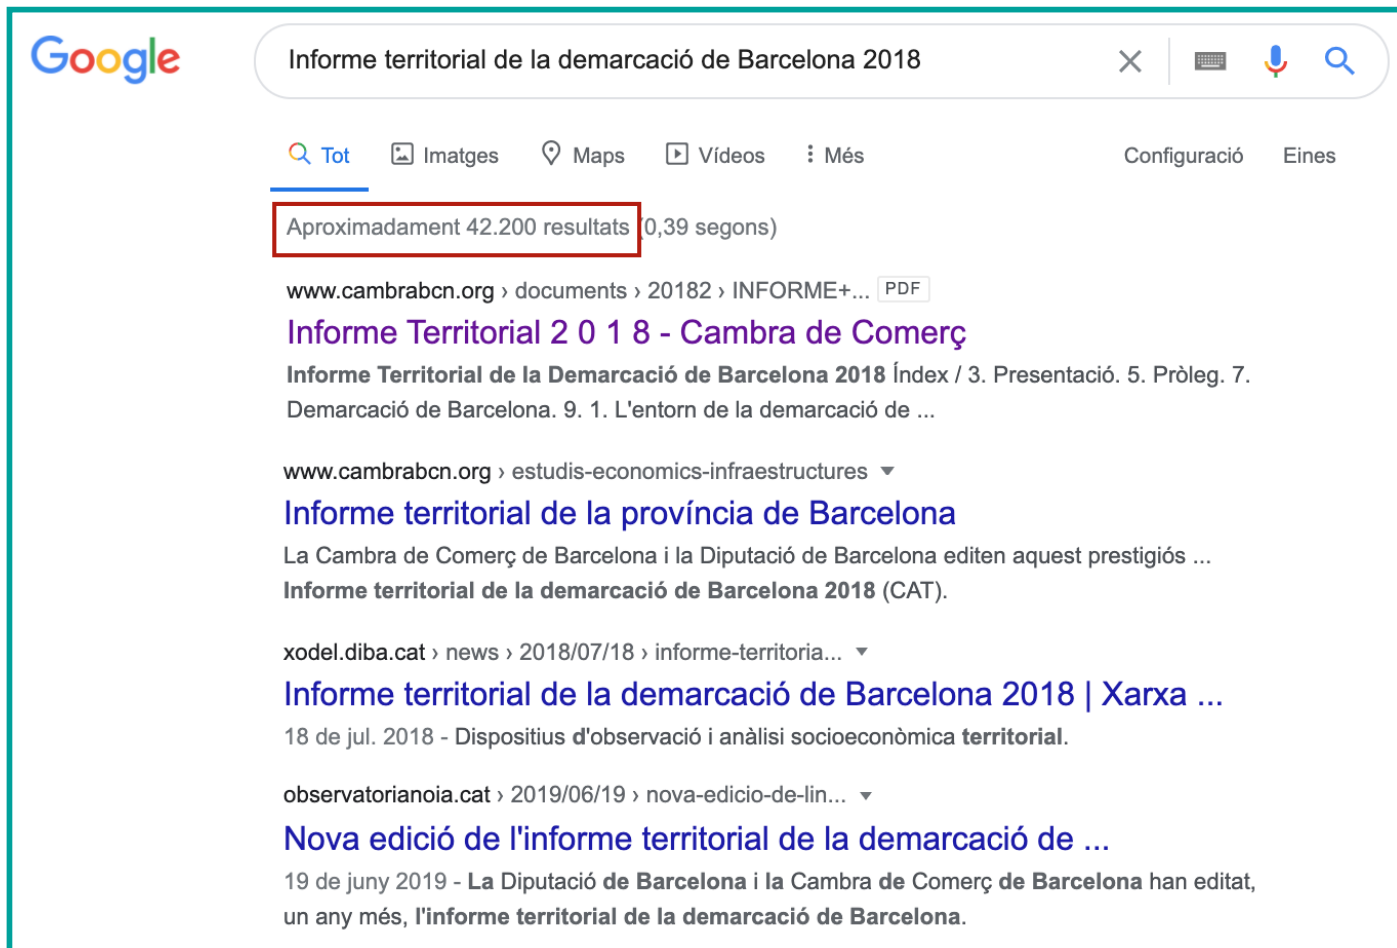 Google
Informe territorial de la demarcació de Barcelona 2018
Tot Imatges Maps Vídeos Més Configuració Eines
Aproximadament 42.200 resultats (0,39 segons)
www.cambrabcn.org › documents › 20182 › INFORME+... PDF
Informe Territorial 2 0 1 8 - Cambra de Comerç
Informe Territorial de la Demarcació de Barcelona 2018 Índex / 3. Presentació. 5. Pròleg. 7.
Demarcació de Barcelona. 9. 1. L'entorn de la demarcació de ...
www.cambrabcn.org › estudis-economics-infraestructures
Informe territorial de la província de Barcelona
La Cambra de Comerç de Barcelona i la Diputació de Barcelona editen aquest prestigiós ...
Informe territorial de la demarcació de Barcelona 2018 (CAT).
xodel.diba.cat › news › 2018/07/18 › informe-territoria...
Informe territorial de la demarcació de Barcelona 2018 | Xarxa ...
18 de jul. 2018 - Dispositius d'observació i anàlisi socioeconòmica territorial.
observatorianoia.cat › 2019/06/19 › nova-edicio-de-lin...
Nova edició de l'informe territorial de la demarcació de ...
19 de juny 2019 - La Diputació de Barcelona i la Cambra de Comerç de Barcelona han editat,
un any més, l'informe territorial de la demarcació de Barcelona.